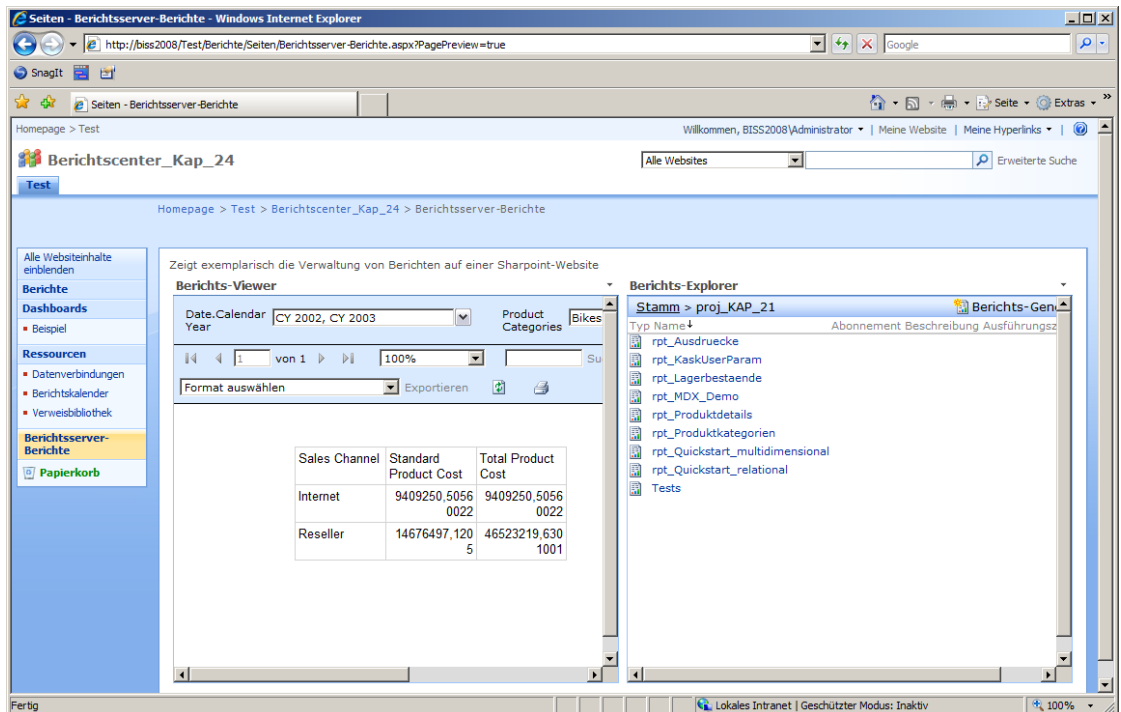 Seiten - Berichtsserver-Berichte - Windows Internet Explorer
http://biss2008/Test/Berichte/Seiten/Berichtsserver-Berichte.aspx?PagePreview=true
Google
SnagIt
Seiten - Berichtsserver-Berichte
Seite
Extras
Homepage > Test
Willkommen, BISS2008\Administrator | Meine Website | Meine Hyperlinks |
Berichtscenter_Kap_24
Alle Websites
Erweiterte Suche
Test
Homepage > Test > Berichtscenter_Kap_24 > Berichtsserver-Berichte
Alle Websiteinhalte
einblenden
Berichte
Dashboards
Beispiel
Ressourcen
Datenverbindungen
Berichtskalender
Verweisbibliothek
Berichtsserver-
Berichte
Papierkorb
Zeigt exemplarisch die Verwaltung von Berichten auf einer Sharpoint-Website
Berichts-Viewer
Date.Calendar
Year
CY 2002, CY 2003
Product
Categories
Bikes
1 von 1
100%
Su
Format auswählen
Exportieren
Sales Channel Standard Product Cost Total Product Cost
Internet 9409250,5056 0022 9409250,5056 0022
Reseller 14676497,120 5 46523219,630 1001
Berichts-Explorer
Stamm > proj_KAP_21
Berichts-Gene
Typ Name Abonnement Beschreibung Ausführungsz
rpt_Ausdruecke
rpt_KaskUserParam
rpt_Lagerbestaende
rpt_MDX_Demo
rpt_Produktdetails
rpt_Produktkategorien
rpt_Quickstart_multidimensional
rpt_Quickstart_relational
Tests
Fertig
Lokales Intranet | Geschützter Modus: Inaktiv
100%